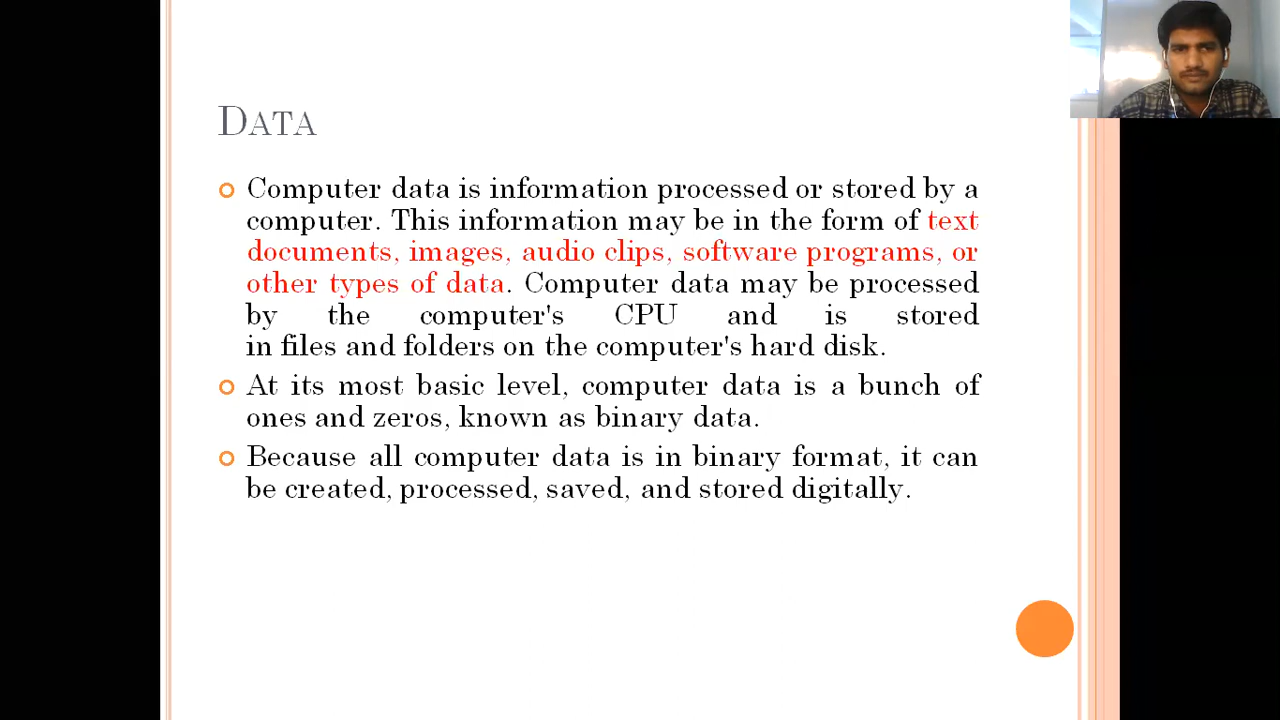 DATA
Computer data is information processed or stored by a
computer. This information may be in the form of text
documents, images, audio clips, software programs, or
other types of data. Computer data may be processed
by the computer's CPU and is stored
in files and folders on the computer's hard disk.
At its most basic level, computer data is a bunch of
ones and zeros, known as binary data.
Because all computer data is in binary format, it can
be created, processed, saved, and stored digitally.